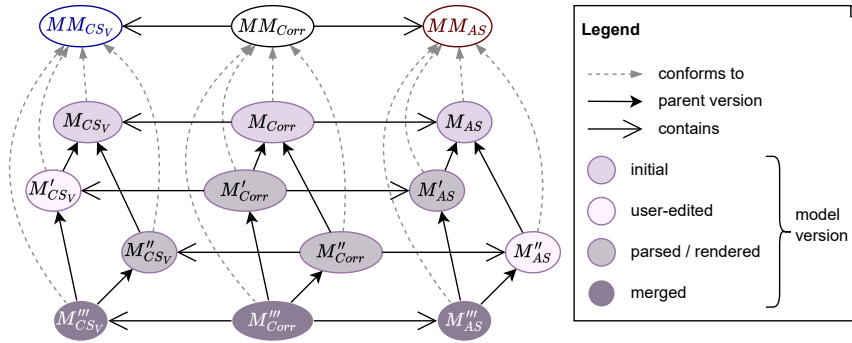 MM_{CS_V} MM_{Corr} MM_{AS}
M_{CS_V} M_{Corr} M_{AS}
M'_{CS_V} M'_{Corr} M'_{AS}
M''_{CS_V} M''_{Corr} M''_{AS}
M'''_{CS_V} M'''_{Corr} M'''_{AS}
Legend
conforms to
parent version
contains
initial
user-edited
parsed / rendered
merged
model
version